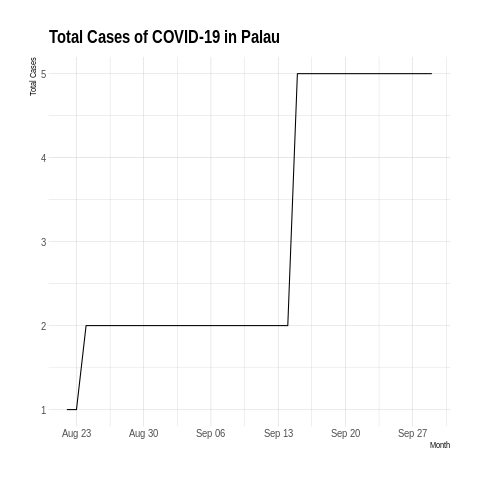 Total Cases of COVID-19 in Palau
Total Cases
5
4
3
2
1
Aug 23 Aug 30 Sep 06 Sep 13 Sep 20 Sep 27
Month